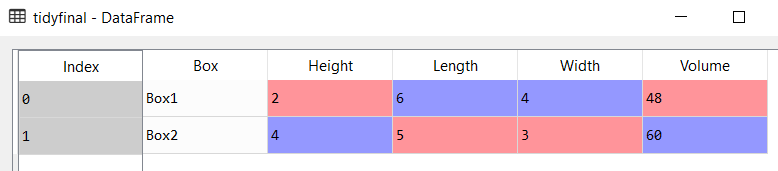 tidyfinal - DataFrame
Index Box Height Length Width Volume
0 Box1 2 6 4 48
1 Box2 4 5 3 60